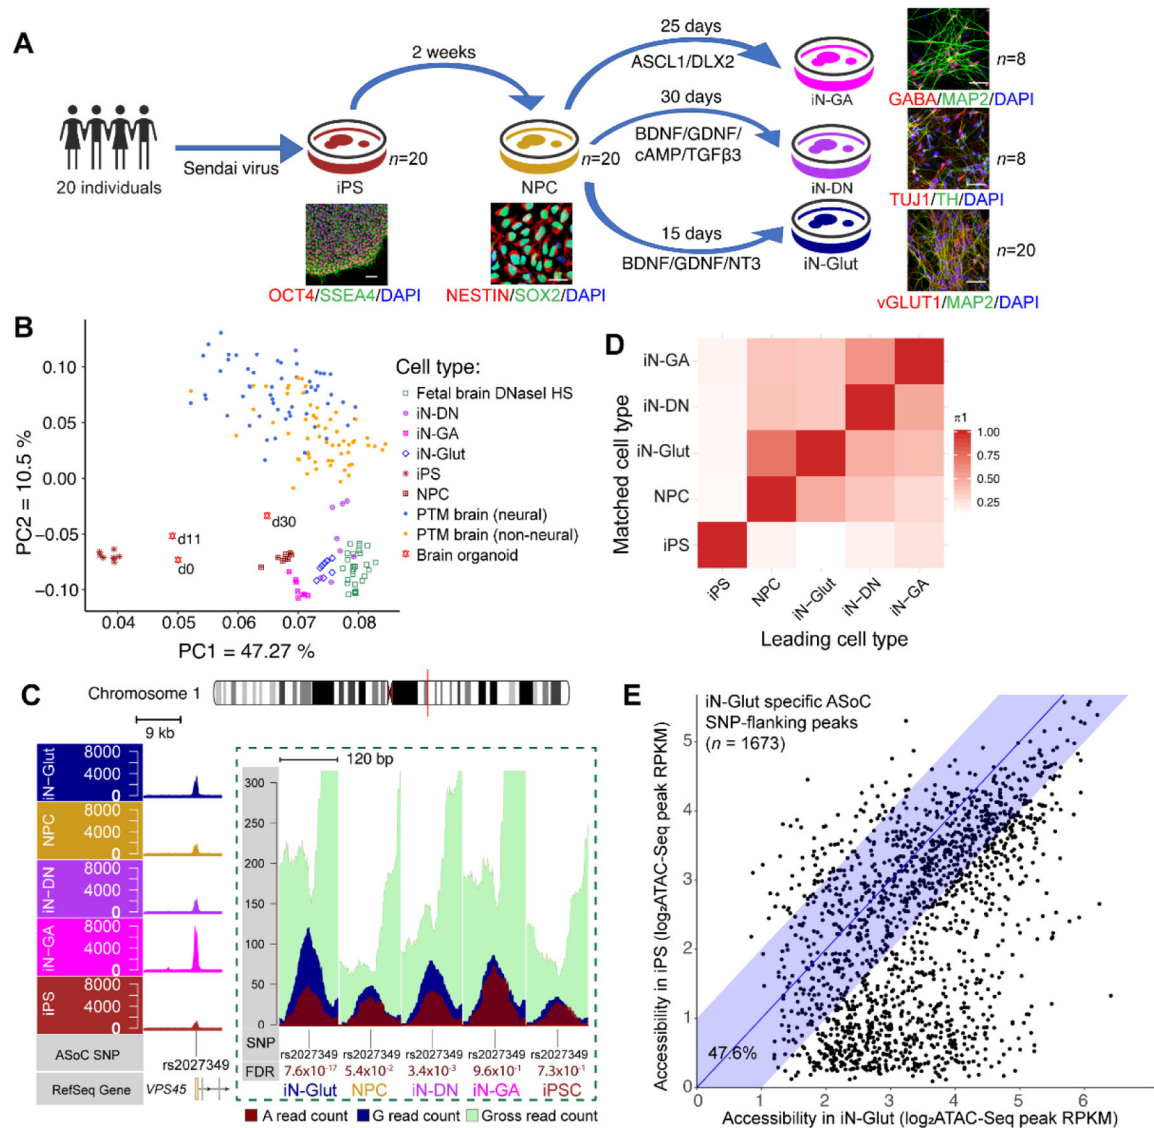 A
20 individuals
Sendai virus
iPS
n=20
OCT4/SSEA4/DAPI
2 weeks
NPC
n=20
NESTIN/SOX2/DAPI
25 days
ASCL1/DLX2
iN-GA
n=8
GABA/MAP2/DAPI
30 days
BDNF/GDNF/
cAMP/TGFβ3
iN-DN
n=8
TUJ1/TH/DAPI
15 days
BDNF/GDNF/NT3
iN-Glut
n=20
vGLUT1/MAP2/DAPI
B
PC2 = 10.5 %
0.10
0.05
0.00
−0.05
−0.10
d11
d0
d30
0.04 0.05 0.06 0.07 0.08
PC1 = 47.27 %
Cell type:
Fetal brain DNaseI HS
iN-DN
iN-GA
iN-Glut
iPS
NPC
PTM brain (neural)
PTM brain (non-neural)
Brain organoid
D
Matched cell type
iN-GA
iN-DN
iN-Glut
NPC
iPS
iPS NPC iN−Glut iN−DN iN−GA
Leading cell type
π1
1.00
0.75
0.50
0.25
C
Chromosome 1
9 kb
iN−Glut
8000
4000
0
NPC
8000
4000
0
iN−DN
8000
4000
0
iN−GA
8000
4000
0
iPS
8000
4000
0
ASoC SNP
rs2027349
RefSeq Gene
VPS45
120 bp
300
250
200
150
100
50
0
SNP
rs2027349 rs2027349 rs2027349 rs2027349 rs2027349
FDR
7.6x10⁻¹⁷ 5.4x10⁻² 3.4x10⁻³ 9.6x10⁻¹ 7.3x10⁻¹
iN-Glut NPC iN-DN iN-GA iPSC
A read count G read count Gross read count
E
iN-Glut specific ASoC
SNP-flanking peaks
(n = 1673)
Accessibility in iPS (log₂ATAC-Seq peak RPKM)
5
4
3
2
1
0
47.6%
0 1 2 3 4 5 6
Accessibility in iN-Glut (log₂ATAC-Seq peak RPKM)